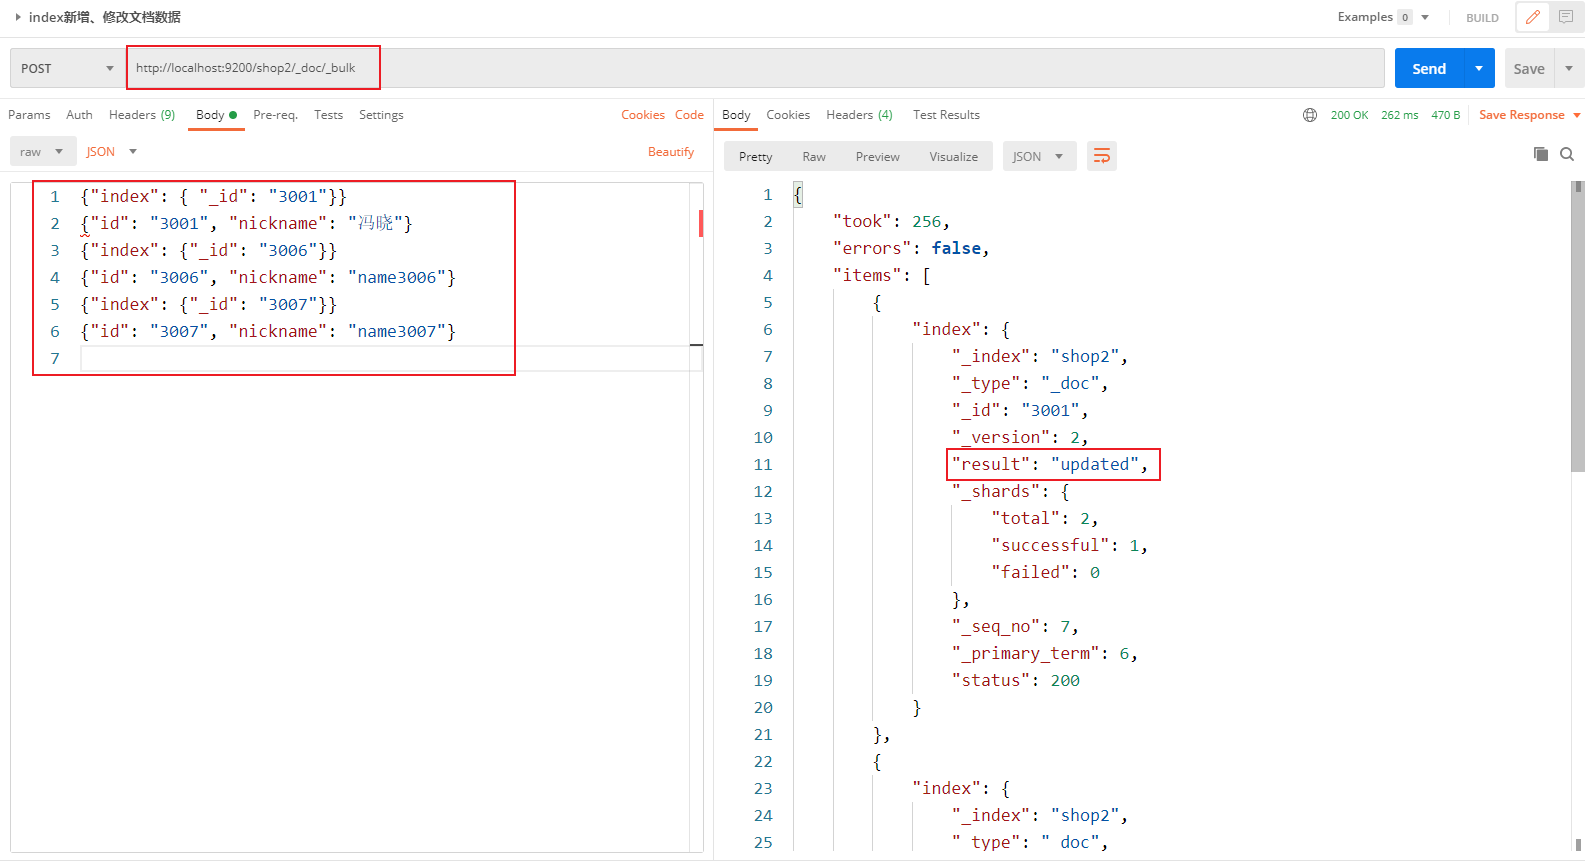 index新增、修改文档数据
Examples 0
BUILD
POST
http://localhost:9200/shop2/_doc/_bulk
Send
Save
Params Auth Headers (9) Body Pre-req. Tests Settings Cookies Code
raw JSON Beautify
1 {"index": { "_id": "3001"}}
2 {"id": "3001", "nickname": "冯晓"}
3 {"index": {"_id": "3006"}}
4 {"id": "3006", "nickname": "name3006"}
5 {"index": {"_id": "3007"}}
6 {"id": "3007", "nickname": "name3007"}
7
Body Cookies Headers (4) Test Results 200 OK 262 ms 470 B Save Response
Pretty Raw Preview Visualize JSON
1 {
2 "took": 256,
3 "errors": false,
4 "items": [
5 {
6 "index": {
7 "_index": "shop2",
8 "_type": "_doc",
9 "_id": "3001",
10 "_version": 2,
11 "result": "updated",
12 "_shards": {
13 "total": 2,
14 "successful": 1,
15 "failed": 0
16 },
17 "_seq_no": 7,
18 "_primary_term": 6,
19 "status": 200
20 }
21 },
22 {
23 "index": {
24 "_index": "shop2",
25 "_type": "_doc",